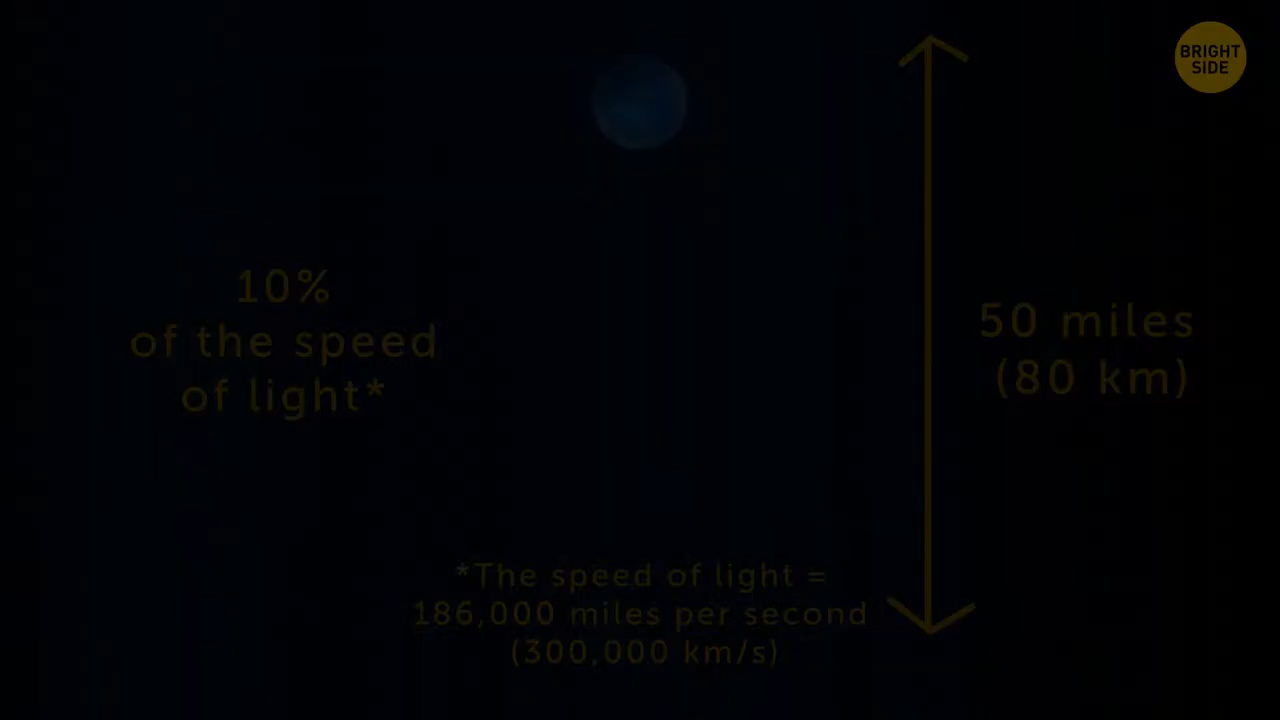 BRIGHT
SIDE
10%
of the speed
of light*
50 miles
(80 km)
*The speed of light =
186,000 miles per second
(300,000 km/s)